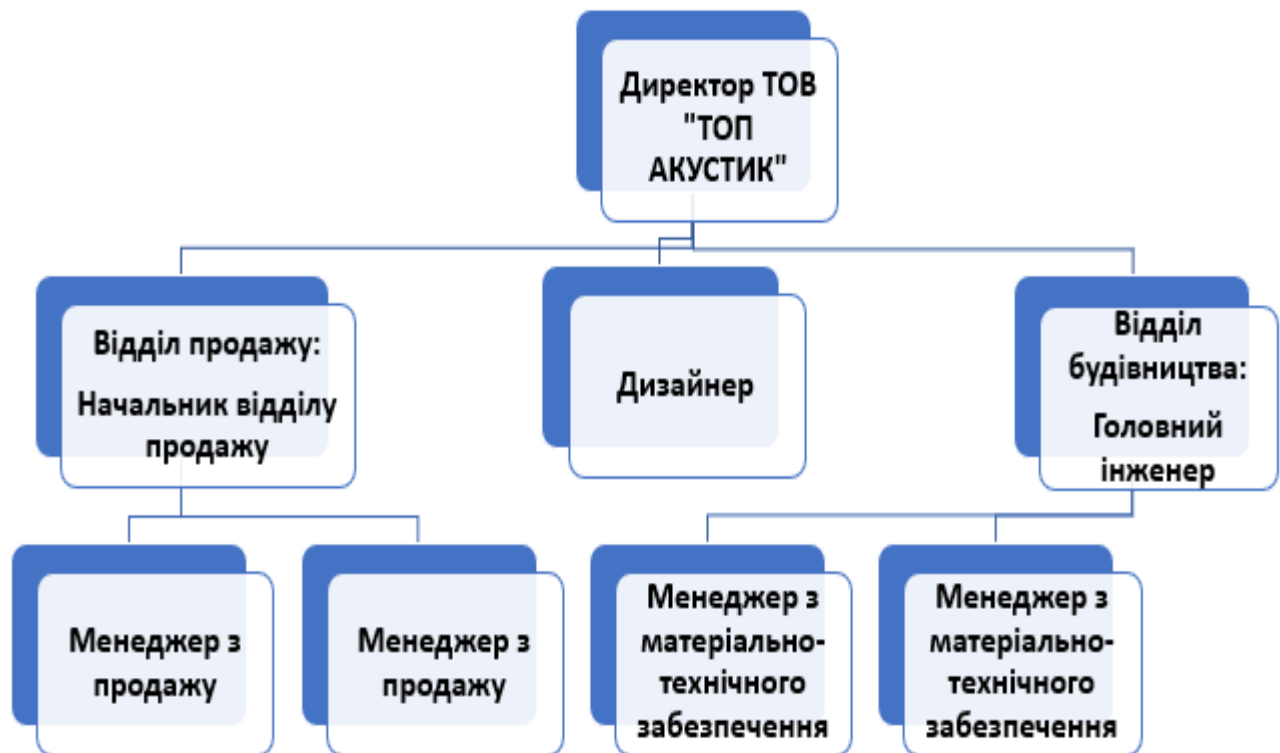 Директор ТОВ
"ТОП
АКУСТИК"
Відділ продажу:
Начальник відділу
продажу
Дизайнер
Відділ
будівництва:
Головний
інженер
Менеджер з
продажу
Менеджер з
продажу
Менеджер з
матеріально-
технічного
забезпечення
Менеджер з
матеріально-
технічного
забезпечення